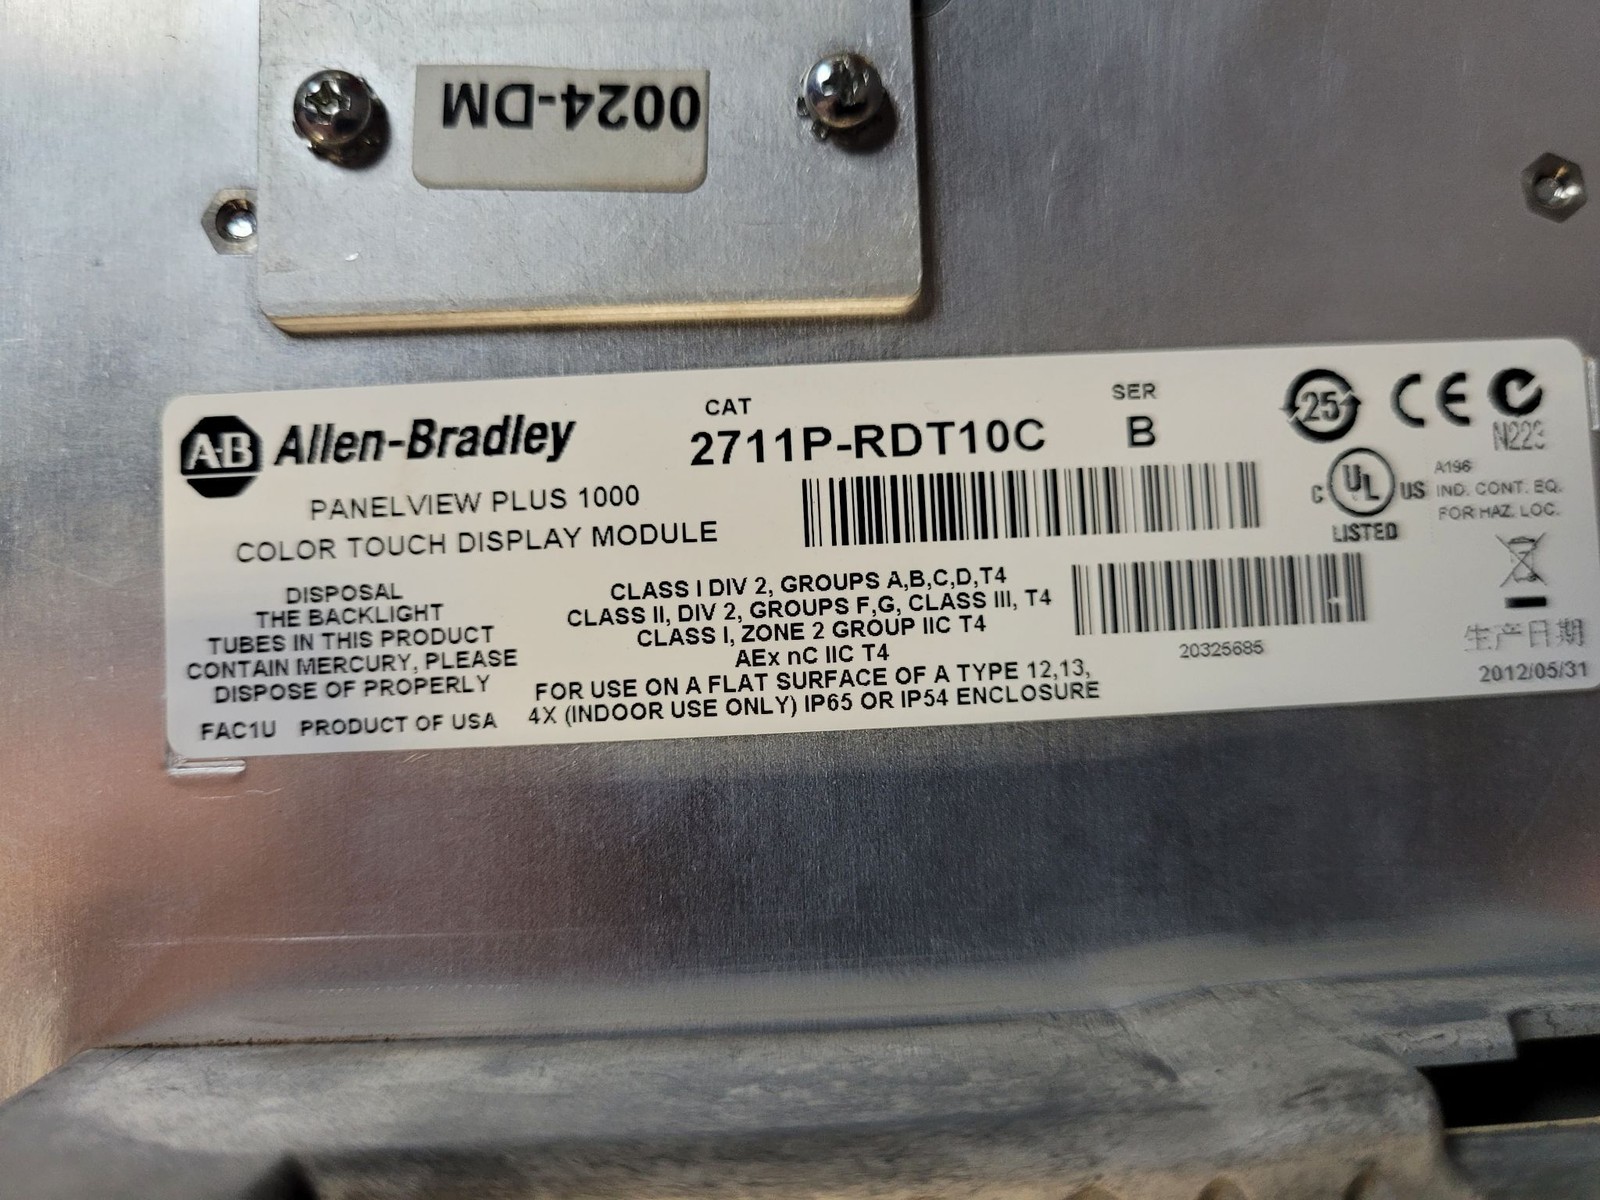 0024-DM
A-B Allen-Bradley
CAT
2711P-RDT10C
SER
B
PANELVIEW PLUS 1000
COLOR TOUCH DISPLAY MODULE
DISPOSAL
THE BACKLIGHT
TUBES IN THIS PRODUCT
CONTAIN MERCURY, PLEASE
DISPOSE OF PROPERLY
FAC1U PRODUCT OF USA
CLASS I DIV 2, GROUPS A,B,C,D,T4
CLASS II, DIV 2, GROUPS F,G, CLASS III, T4
CLASS I, ZONE 2 GROUP IIC T4
AEx nC IIC T4
FOR USE ON A FLAT SURFACE OF A TYPE 12,13,
4X (INDOOR USE ONLY) IP65 OR IP54 ENCLOSURE
20325685
25
CE
N223
C UL US
LISTED
A196
IND. CONT. EQ.
FOR HAZ. LOC.
生产日期
2012/05/31